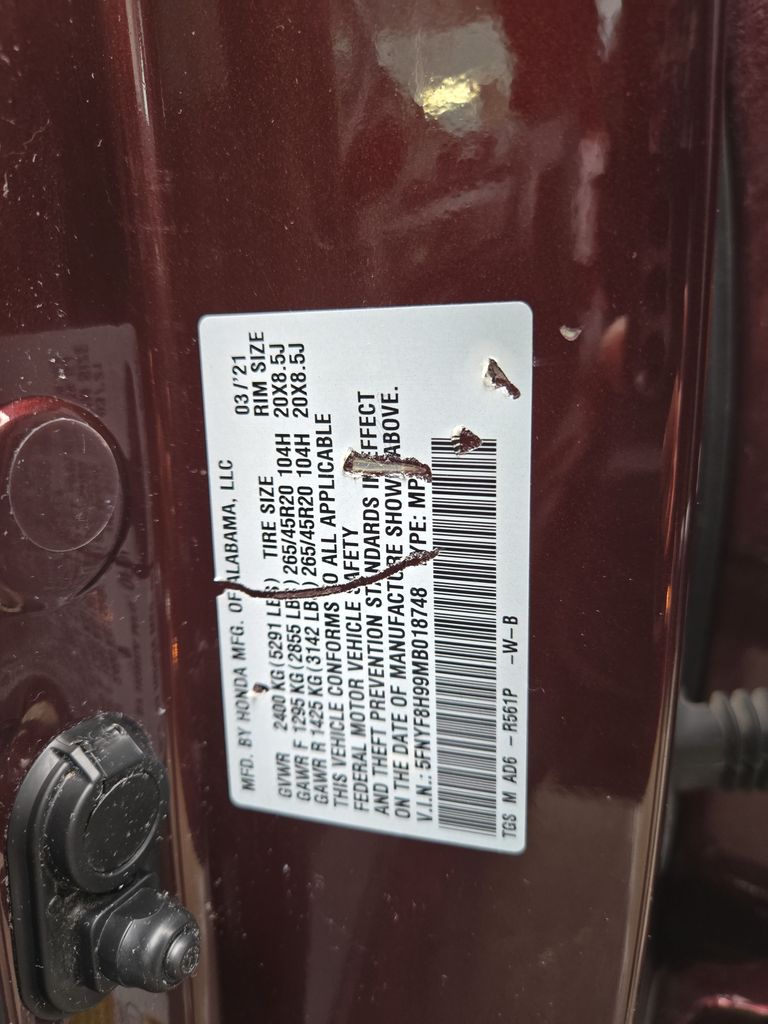 MFD. BY HONDA MFG. OF ALABAMA, LLC 03/'21
GVWR 2400 KG (5291 LBS) TIRE SIZE RIM SIZE
GAWR F 1295 KG (2855 LBS) 265/45R20 104H 20X8.5J
GAWR R 1425 KG (3142 LBS) 265/45R20 104H 20X8.5J
THIS VEHICLE CONFORMS TO ALL APPLICABLE
FEDERAL MOTOR VEHICLE SAFETY
AND THEFT PREVENTION STANDARDS IN EFFECT
ON THE DATE OF MANUFACTURE SHOWN ABOVE.
V.I.N.: 5FNYF8H99MB018748 TYPE: MP
TGS M AD6 -R561P -W-B